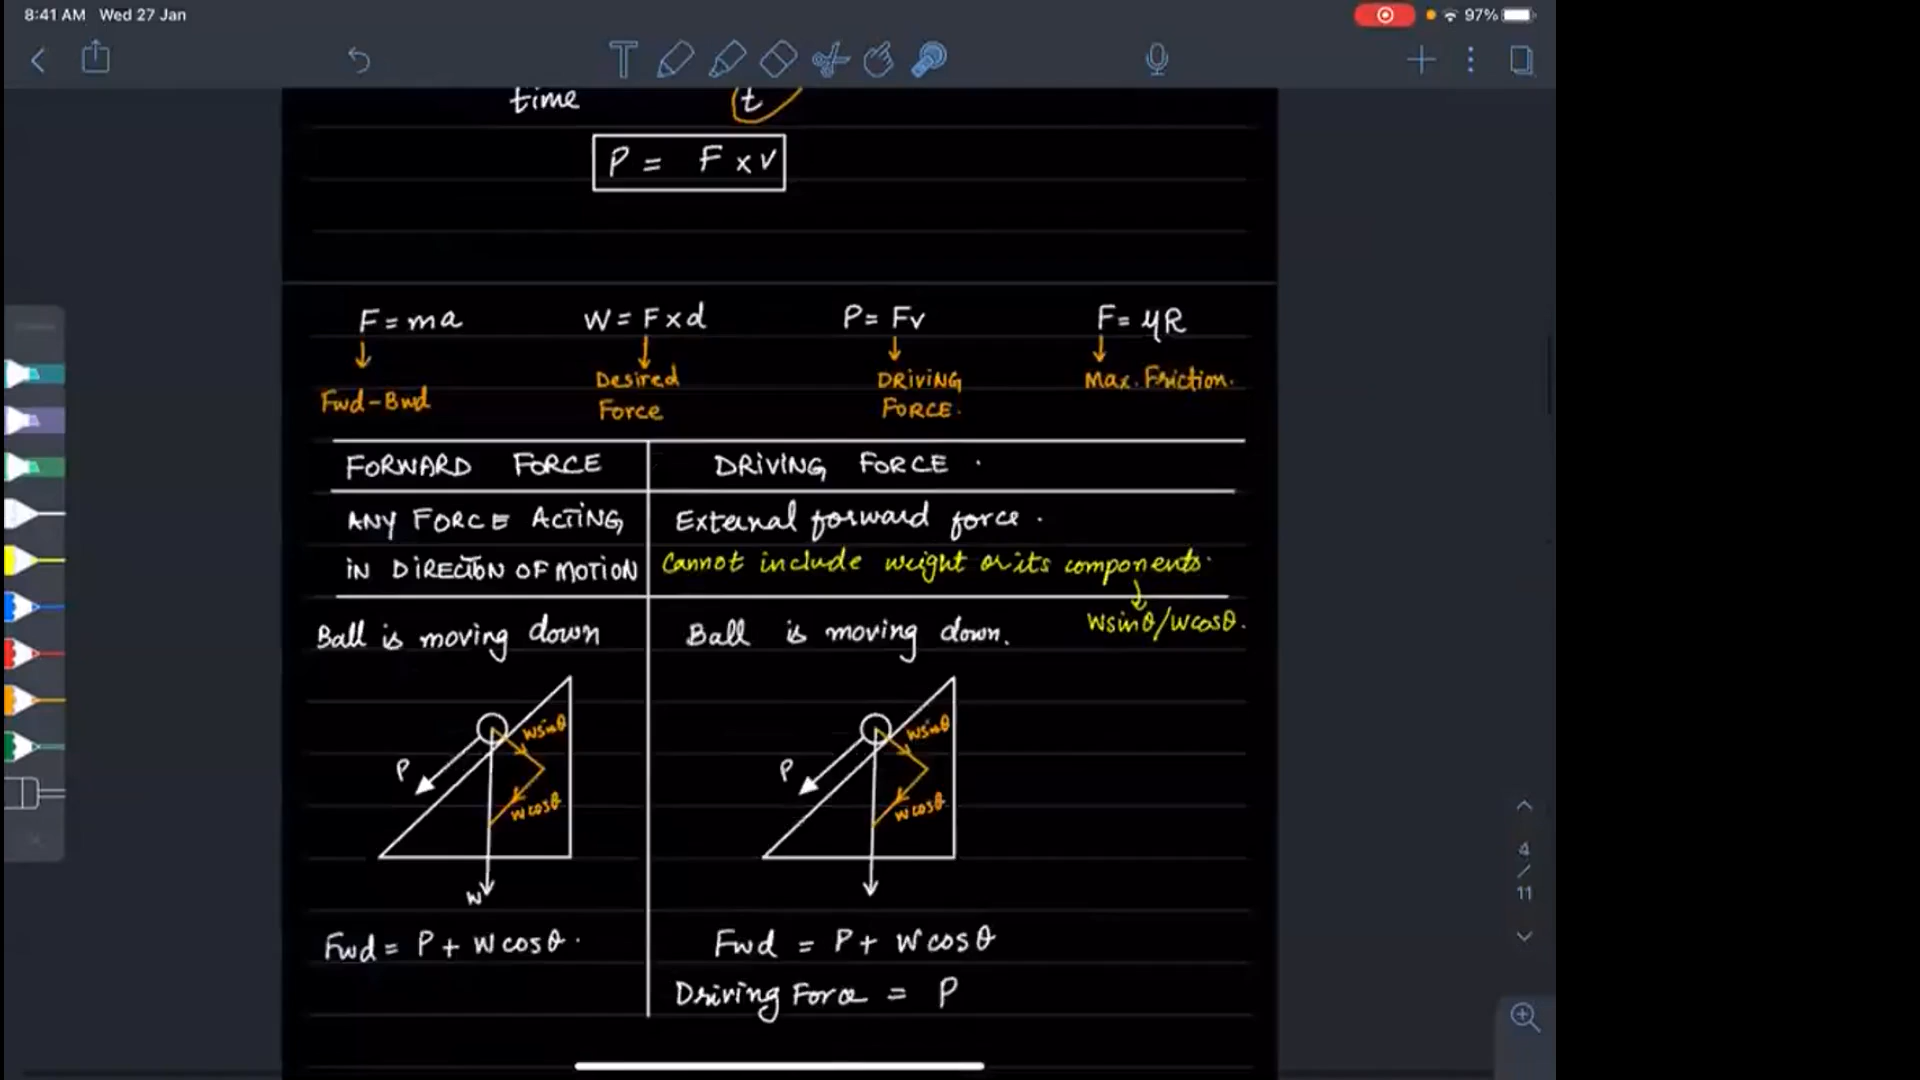 8:41 AM Wed 27 Jan
97%
time
t
P = F × v
F = ma
W = F × d
P = Fv
F = μR
Fwd-Bwd
Desired
Force
DRIVING
FORCE.
Max. Friction.
FORWARD FORCE
DRIVING FORCE .
ANY FORCE ACTING
IN DIRECTION OF MOTION
External forward force .
Cannot include weight or its components.
Wsinθ/Wcosθ.
Ball is moving down
Ball is moving down.
P
Wsinθ
Wcosθ
W
P
Wsinθ
Wcosθ
Fwd = P + Wcosθ .
Fwd = P + Wcosθ
Driving Force = P
4
/
11